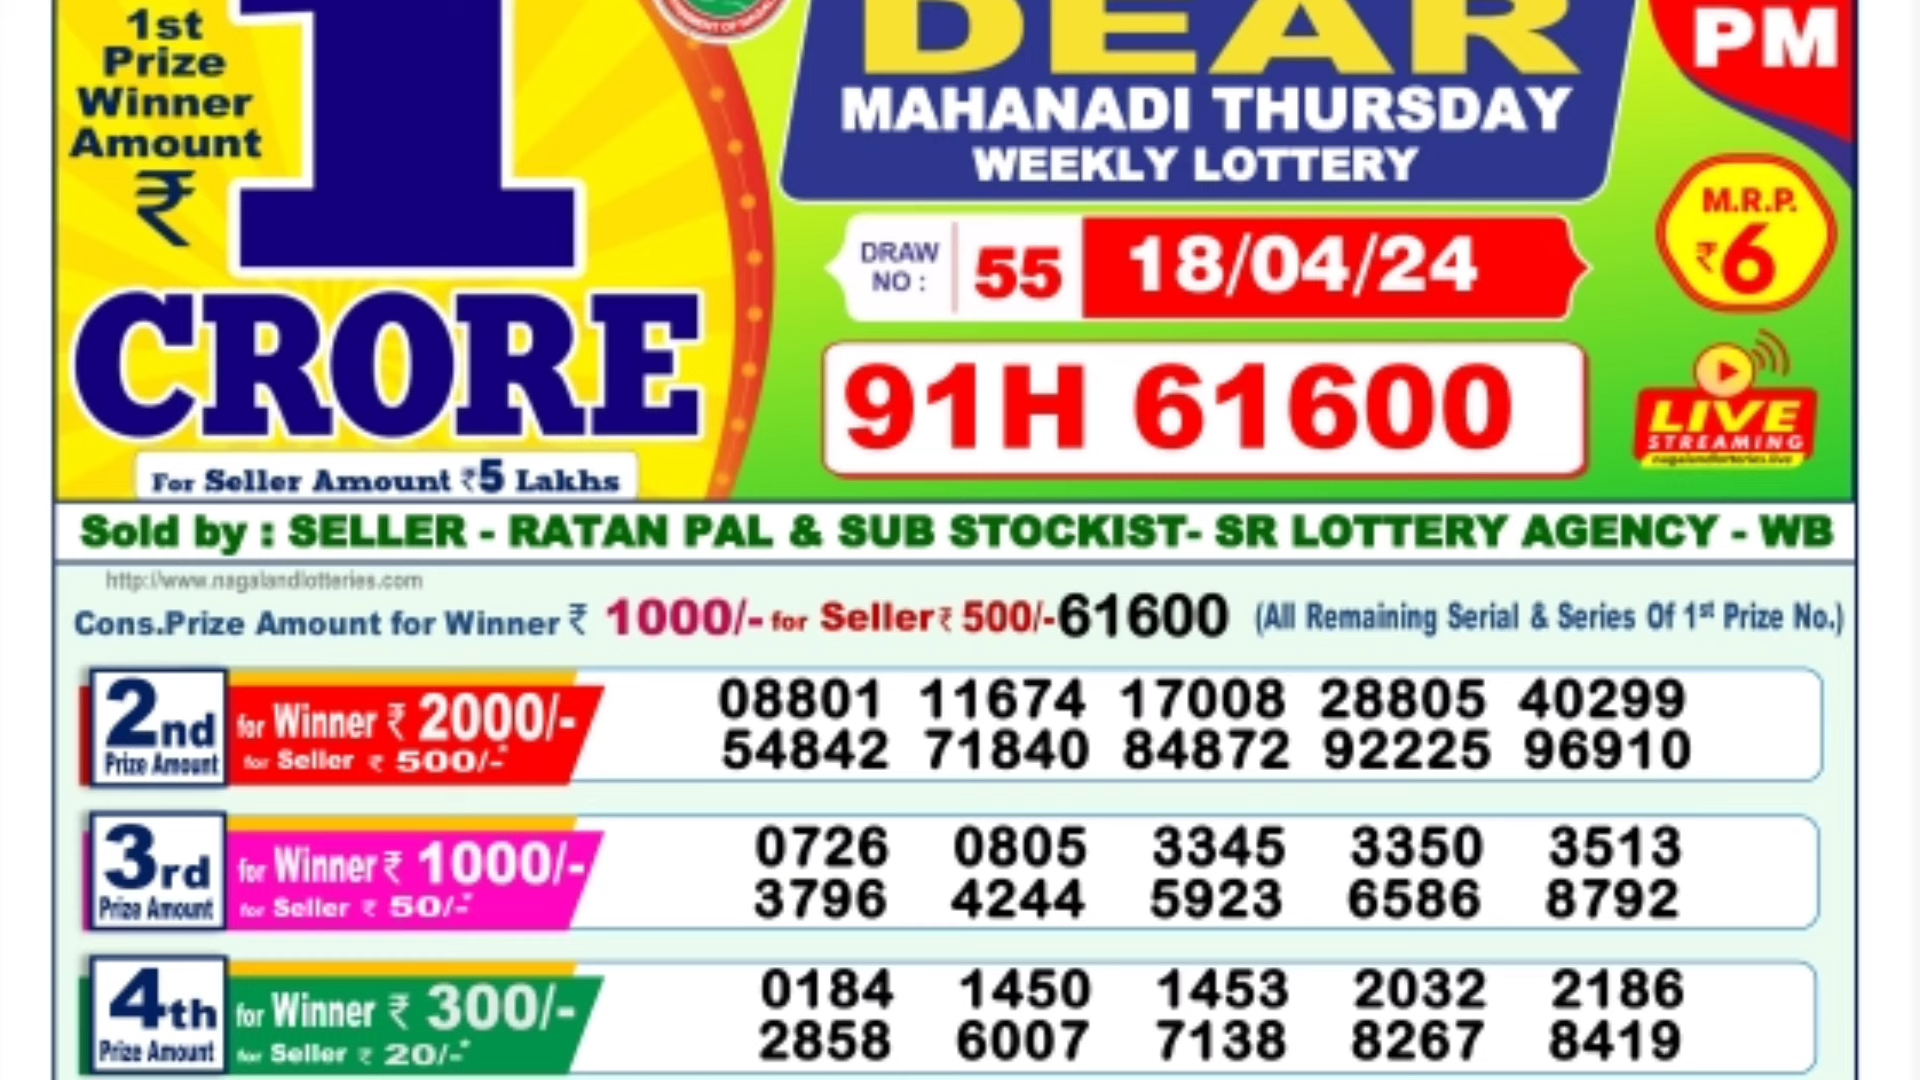 1st
Prize
Winner
Amount
₹
1
CRORE
For Seller Amount ₹5 Lakhs
DEAR
MAHANADI THURSDAY
WEEKLY LOTTERY
PM
DRAW NO : 55 18/04/24
M.R.P.
₹6
91H 61600
LIVE
STREAMING
nagalandlotteries.live
Sold by : SELLER - RATAN PAL & SUB STOCKIST- SR LOTTERY AGENCY - WB
http://www.nagalandlotteries.com
Cons.Prize Amount for Winner ₹ 1000/- for Seller ₹ 500/- 61600 (All Remaining Serial & Series Of 1st Prize No.)
2nd
Prize Amount
for Winner ₹ 2000/-
for Seller ₹ 500/-*
08801 11674 17008 28805 40299
54842 71840 84872 92225 96910
3rd
Prize Amount
for Winner ₹ 1000/-
for Seller ₹ 50/-*
0726 0805 3345 3350 3513
3796 4244 5923 6586 8792
4th
Prize Amount
for Winner ₹ 300/-
for Seller ₹ 20/-*
0184 1450 1453 2032 2186
2858 6007 7138 8267 8419